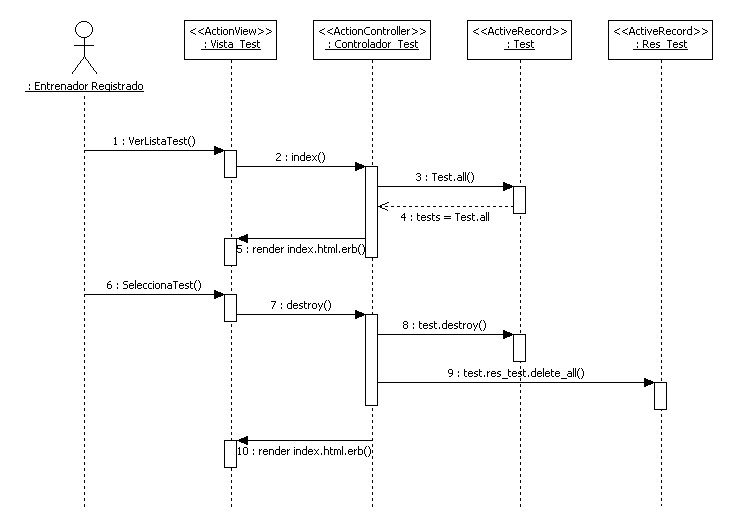 <<ActionView>>
: Vista_Test
<<ActionController>>
: Controlador_Test
<<ActiveRecord>>
: Test
<<ActiveRecord>>
: Res_Test
: Entrenador Registrado
1 : VerListaTest()
2 : index()
3 : Test.all()
4 : tests = Test.all
5 : render index.html.erb()
6 : SeleccionaTest()
7 : destroy()
8 : test.destroy()
9 : test.res_test.delete_all()
10 : render index.html.erb()